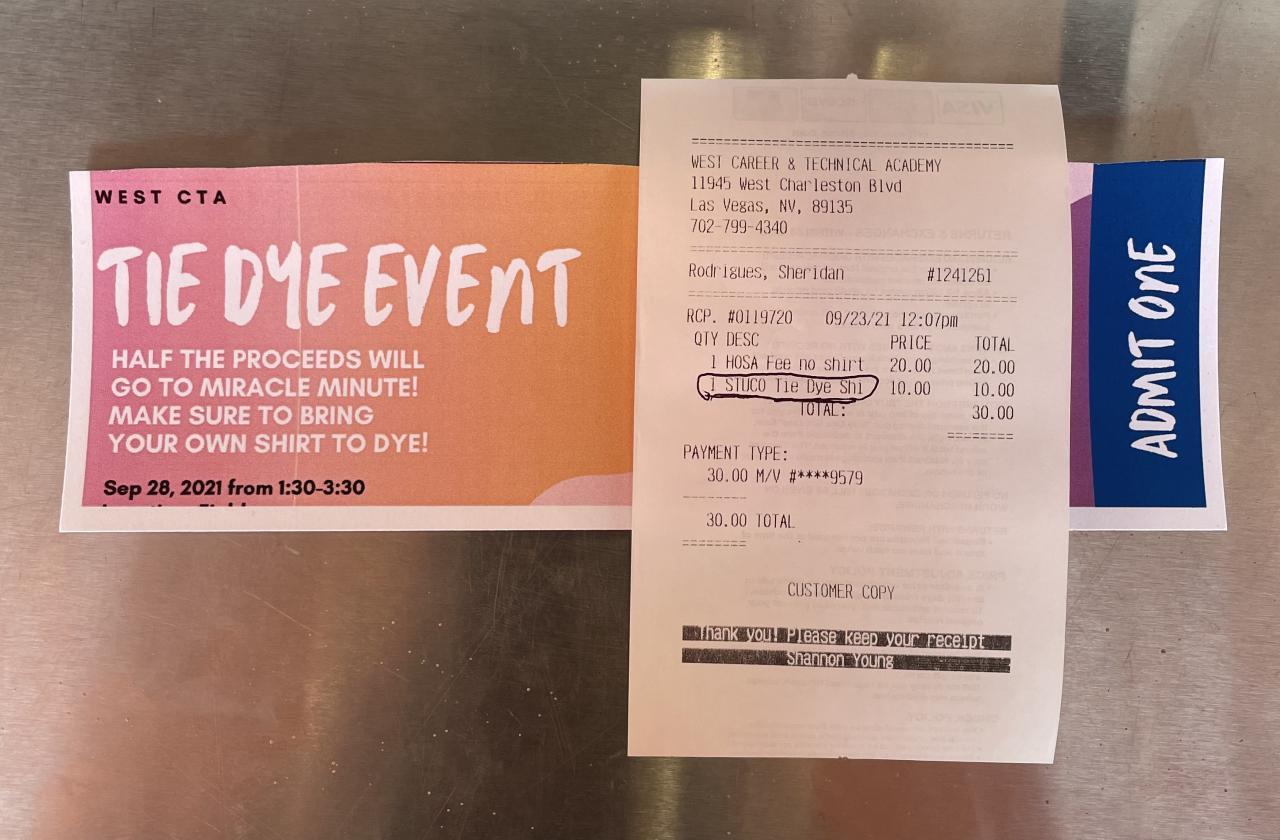 WEST CTA
TIE DYE EVENT
HALF THE PROCEEDS WILL
GO TO MIRACLE MINUTE!
MAKE SURE TO BRING
YOUR OWN SHIRT TO DYE!
Sep 28, 2021 from 1:30-3:30
WEST CAREER & TECHNICAL ACADEMY
11945 West Charleston Blvd
Las Vegas, NV, 89135
702-799-4340
Rodrigues, Sheridan #1241261
RCP. #0119720 09/23/21 12:07pm
QTY DESC PRICE TOTAL
1 HOSA Fee no shirt 20.00 20.00
1 STUCO Tie Dye Shi 10.00 10.00
TOTAL: 30.00
PAYMENT TYPE:
30.00 M/V #****9579
30.00 TOTAL
CUSTOMER COPY
Thank you! Please keep your receipt
Shannon Young
ADMIT ONE